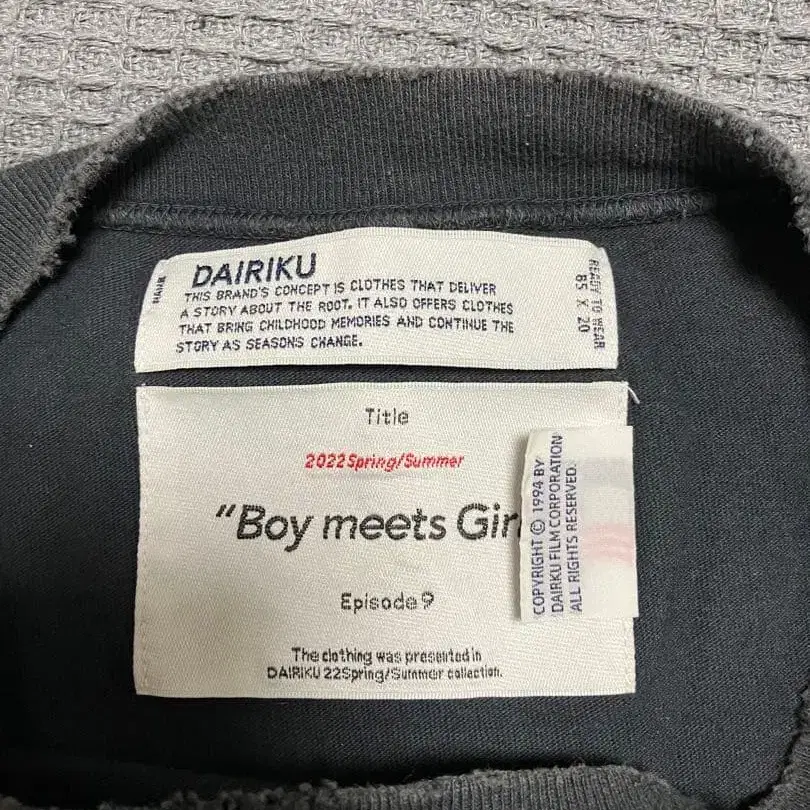 DAIRIKU
THIS BRAND'S CONCEPT IS CLOTHES THAT DELIVER
A STORY ABOUT THE ROOT. IT ALSO OFFERS CLOTHES
THAT BRING CHILDHOOD MEMORIES AND CONTINUE THE
STORY AS SEASONS CHANGE.
READY TO WEAR
85 X 20
Title
2022 Spring/Summer
"Boy meets Gir
Episode 9
The clothing was presented in
DAIRIKU 22Spring/Summer collection.
COPYRIGHT © 1994 BY
DAIRKU FILM CORPORATION
ALL RIGHTS RESERVED.